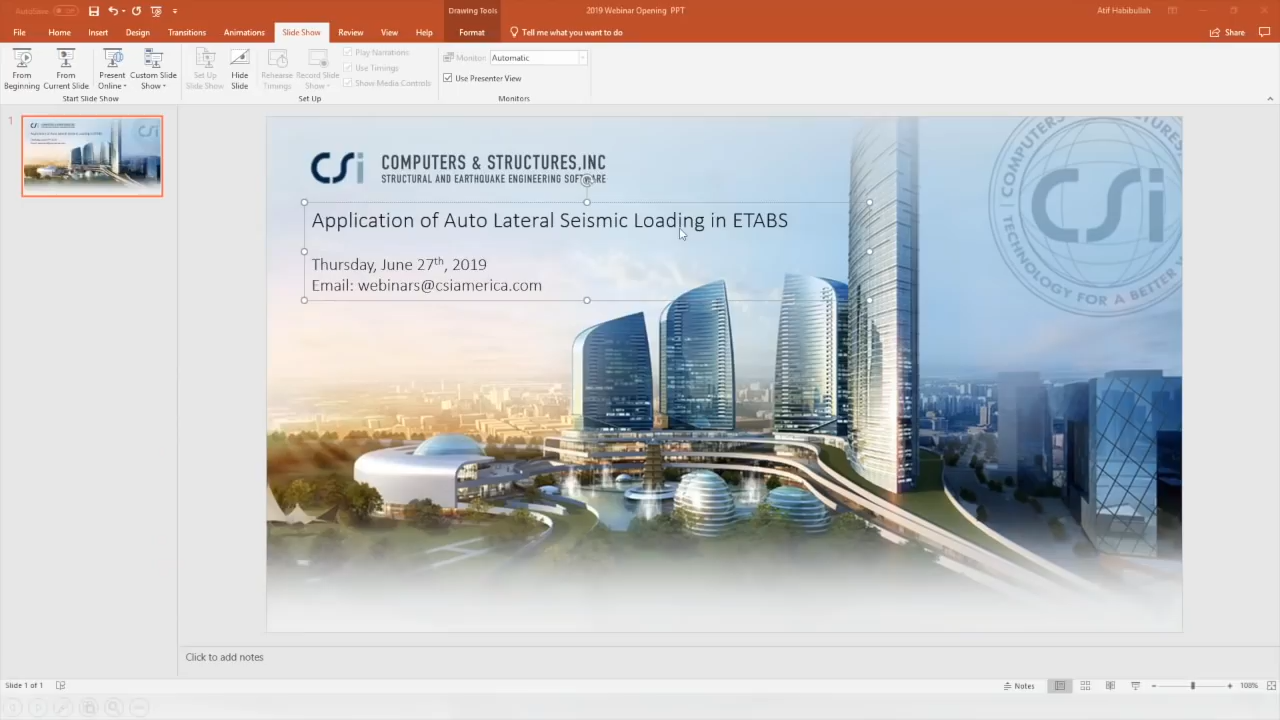 AutoSave Off
Drawing Tools
2019 Webinar Opening PPT
Atif Habibullah
File Home Insert Design Transitions Animations Slide Show Review View Help Format Tell me what you want to do Share
From Beginning
From Current Slide
Present Online
Custom Slide Show
Start Slide Show
Set Up Slide Show
Hide Slide
Rehearse Timings
Record Slide Show
Play Narrations
Use Timings
Show Media Controls
Set Up
Monitor: Automatic
Use Presenter View
Monitors
1
CSi COMPUTERS & STRUCTURES, INC
STRUCTURAL AND EARTHQUAKE ENGINEERING SOFTWARE
Application of Auto Lateral Seismic Loading in ETABS
Thursday, June 27th, 2019
Email: webinars@csiamerica.com
COMPUTERS & STRUCTURES
CSi
TECHNOLOGY FOR A BETTER
Click to add notes
Slide 1 of 1
Notes
100%